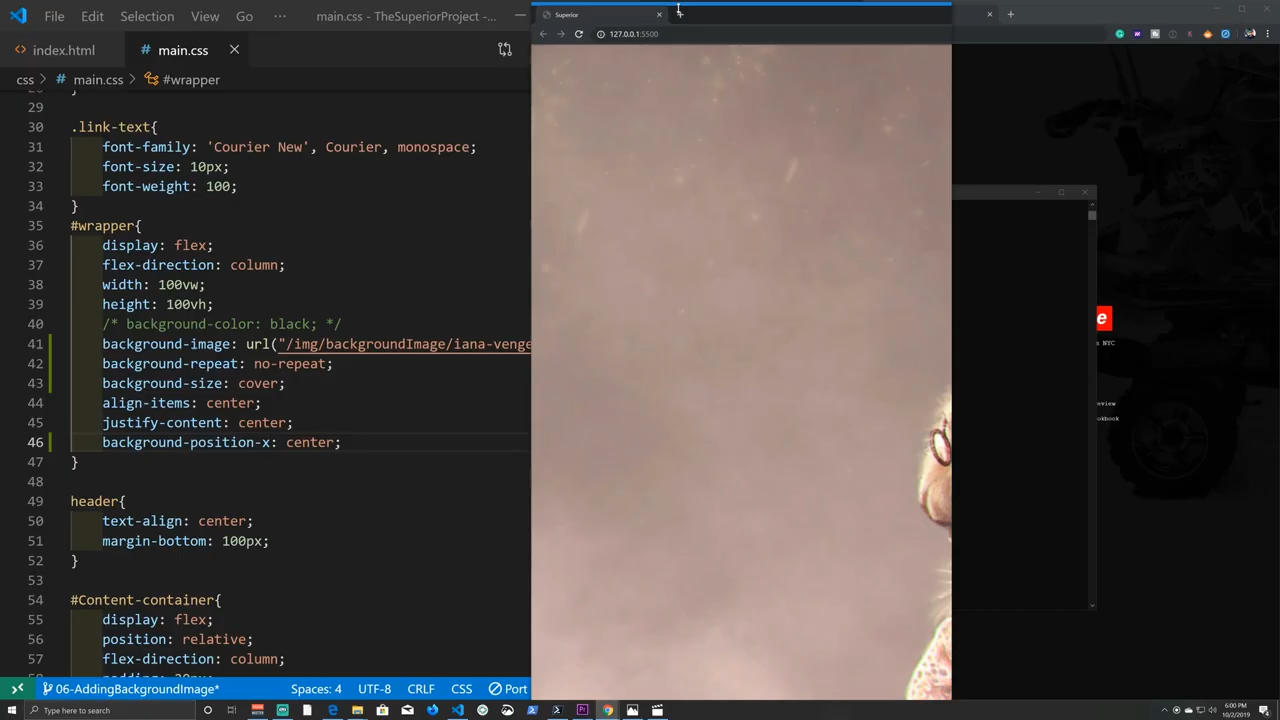 File Edit Selection View Go ··· main.css - TheSuperiorProject -...
index.html main.css
css > # main.css > #wrapper
29
30 .link-text{
31 font-family: 'Courier New', Courier, monospace;
32 font-size: 10px;
33 font-weight: 100;
34 }
35 #wrapper{
36 display: flex;
37 flex-direction: column;
38 width: 100vw;
39 height: 100vh;
40 /* background-color: black; */
41 background-image: url("/img/backgroundImage/iana-venge
42 background-repeat: no-repeat;
43 background-size: cover;
44 align-items: center;
45 justify-content: center;
46 background-position-x: center;
47 }
48
49 header{
50 text-align: center;
51 margin-bottom: 100px;
52 }
53
54 #Content-container{
55 display: flex;
56 position: relative;
57 flex-direction: column;
06-AddingBackgroundImage* Spaces: 4 UTF-8 CRLF CSS Port
Superior
127.0.0.1:5500
e
NYC
review
okbook
Type here to search
6:00 PM
10/2/2019